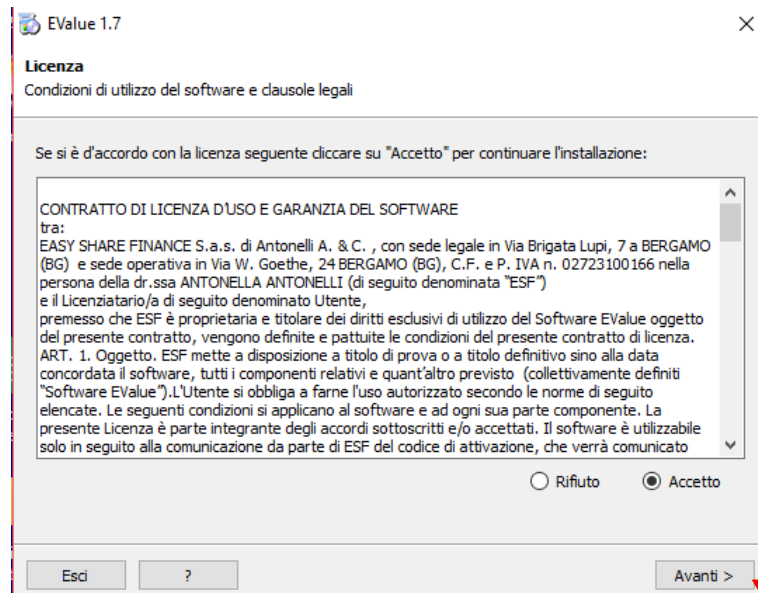 EValue 1.7
Licenza
Condizioni di utilizzo del software e clausole legali
Se si è d'accordo con la licenza seguente cliccare su "Accetto" per continuare l'installazione:
CONTRATTO DI LICENZA D'USO E GARANZIA DEL SOFTWARE
tra:
EASY SHARE FINANCE S.a.s. di Antonelli A. & C. , con sede legale in Via Brigata Lupi, 7 a BERGAMO
(BG) e sede operativa in Via W. Goethe, 24 BERGAMO (BG), C.F. e P. IVA n. 02723100166 nella
persona della dr.ssa ANTONELLA ANTONELLI (di seguito denominata "ESF")
e il Licenziatario/a di seguito denominato Utente,
premesso che ESF è proprietaria e titolare dei diritti esclusivi di utilizzo del Software EValue oggetto
del presente contratto, vengono definite e pattuite le condizioni del presente contratto di licenza.
ART. 1. Oggetto. ESF mette a disposizione a titolo di prova o a titolo definitivo sino alla data
concordata il software, tutti i componenti relativi e quant'altro previsto (collettivamente definiti
"Software EValue").L'Utente si obbliga a farne l'uso autorizzato secondo le norme di seguito
elencate. Le seguenti condizioni si applicano al software e ad ogni sua parte componente. La
presente Licenza è parte integrante degli accordi sottoscritti e/o accettati. Il software è utilizzabile
solo in seguito alla comunicazione da parte di ESF del codice di attivazione, che verrà comunicato
Rifiuto Accetto
Esci ? Avanti >